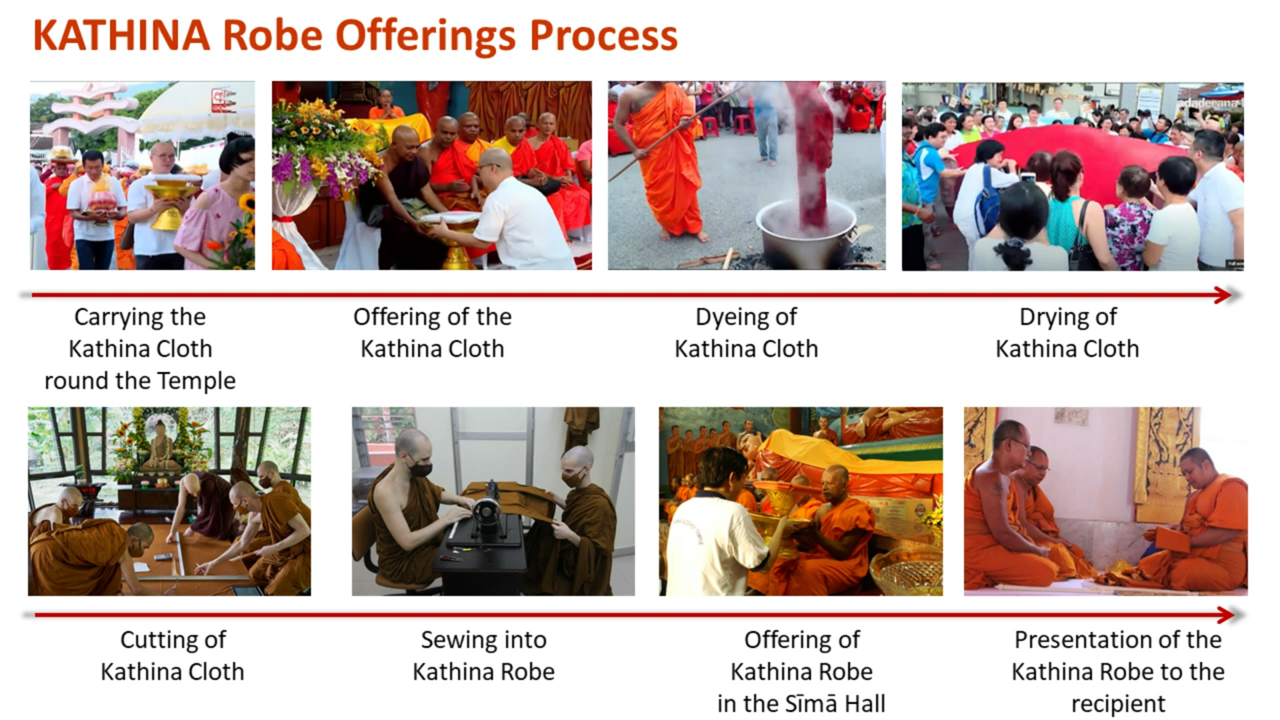 KATHINA Robe Offerings Process
adaderana
Carrying the
Kathina Cloth
round the Temple
Offering of the
Kathina Cloth
Dyeing of
Kathina Cloth
Drying of
Kathina Cloth
Cutting of
Kathina Cloth
Sewing into
Kathina Robe
Offering of
Kathina Robe
in the Sīmā Hall
Presentation of the
Kathina Robe to the
recipient